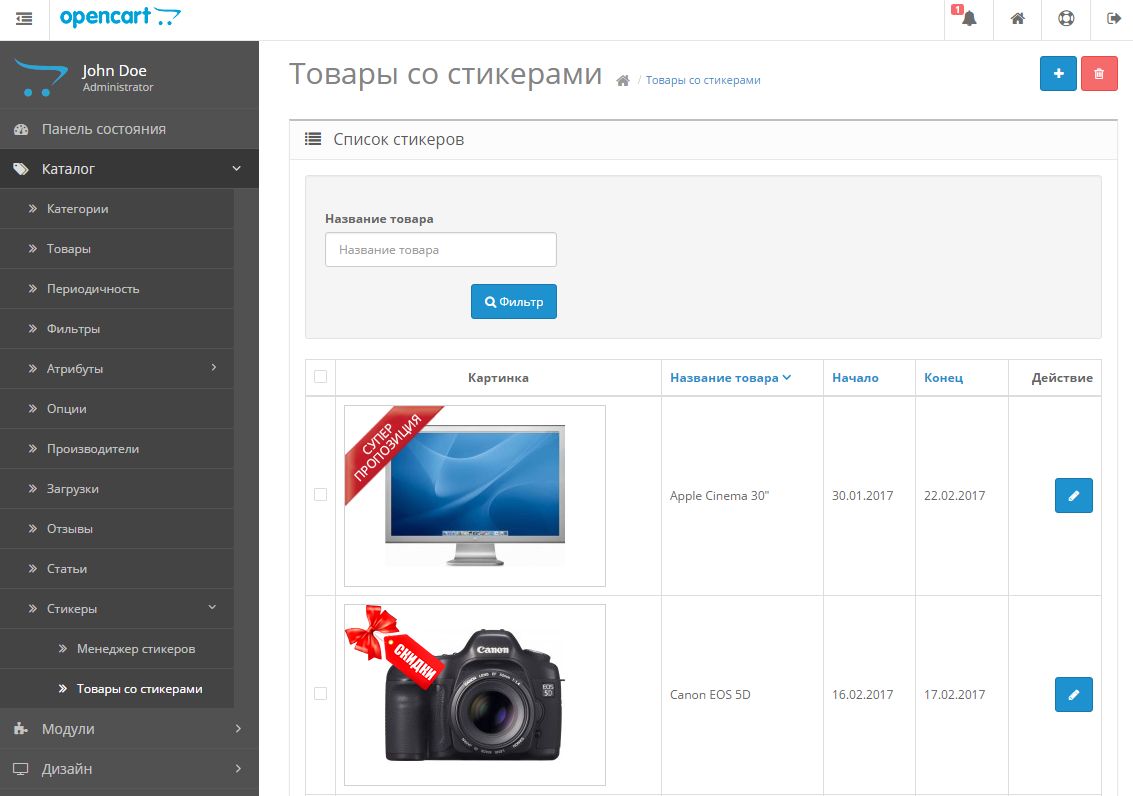 opencart
1
John Doe
Administrator
Панель состояния
Каталог
Категории
Товары
Периодичность
Фильтры
Атрибуты
Опции
Производители
Загрузки
Отзывы
Статьи
Стикеры
Менеджер стикеров
Товары со стикерами
Модули
Дизайн
Товары со стикерами
/ Товары со стикерами
Список стикеров
Название товара
Название товара
Фильтр
Картинка Название товара Начало Конец Действие
СУПЕР
ПРОПОЗИЦИЯ
Apple Cinema 30" 30.01.2017 22.02.2017
СКИДКИ
Canon
EOS
5D
Canon EOS 5D 16.02.2017 17.02.2017